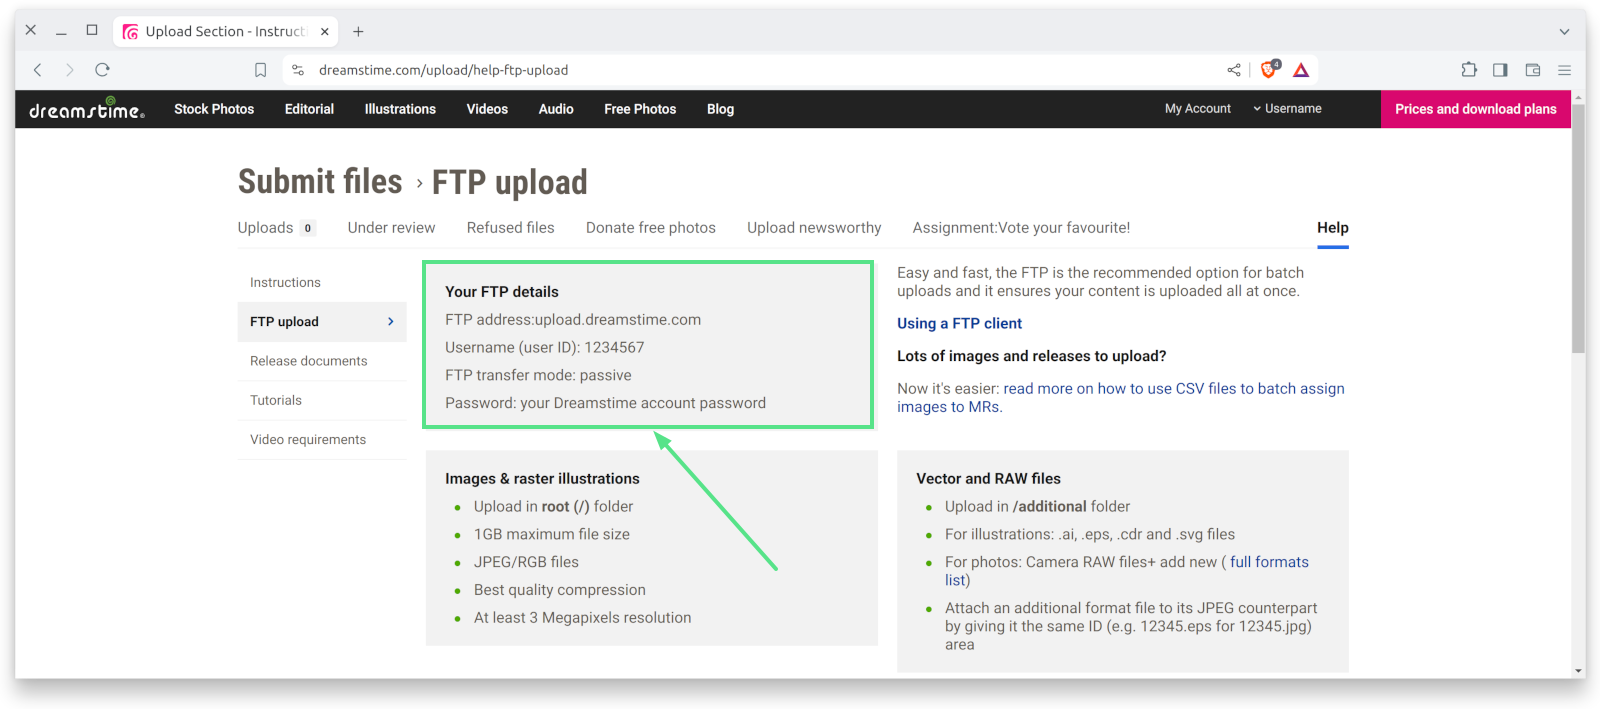 Upload Section - Instructi
dreamstime.com/upload/help-ftp-upload
4
dreamstime®
Stock Photos
Editorial
Illustrations
Videos
Audio
Free Photos
Blog
My Account
Username
Prices and download plans
Submit files › FTP upload
Uploads 0
Under review
Refused files
Donate free photos
Upload newsworthy
Assignment:Vote your favourite!
Help
Instructions
FTP upload
Release documents
Tutorials
Video requirements
Your FTP details
FTP address:upload.dreamstime.com
Username (user ID): 1234567
FTP transfer mode: passive
Password: your Dreamstime account password
Easy and fast, the FTP is the recommended option for batch
uploads and it ensures your content is uploaded all at once.
Using a FTP client
Lots of images and releases to upload?
Now it's easier: read more on how to use CSV files to batch assign
images to MRs.
Images & raster illustrations
Upload in root (/) folder
1GB maximum file size
JPEG/RGB files
Best quality compression
At least 3 Megapixels resolution
Vector and RAW files
Upload in /additional folder
For illustrations: .ai, .eps, .cdr and .svg files
For photos: Camera RAW files+ add new ( full formats
list)
Attach an additional format file to its JPEG counterpart
by giving it the same ID (e.g. 12345.eps for 12345.jpg)
area